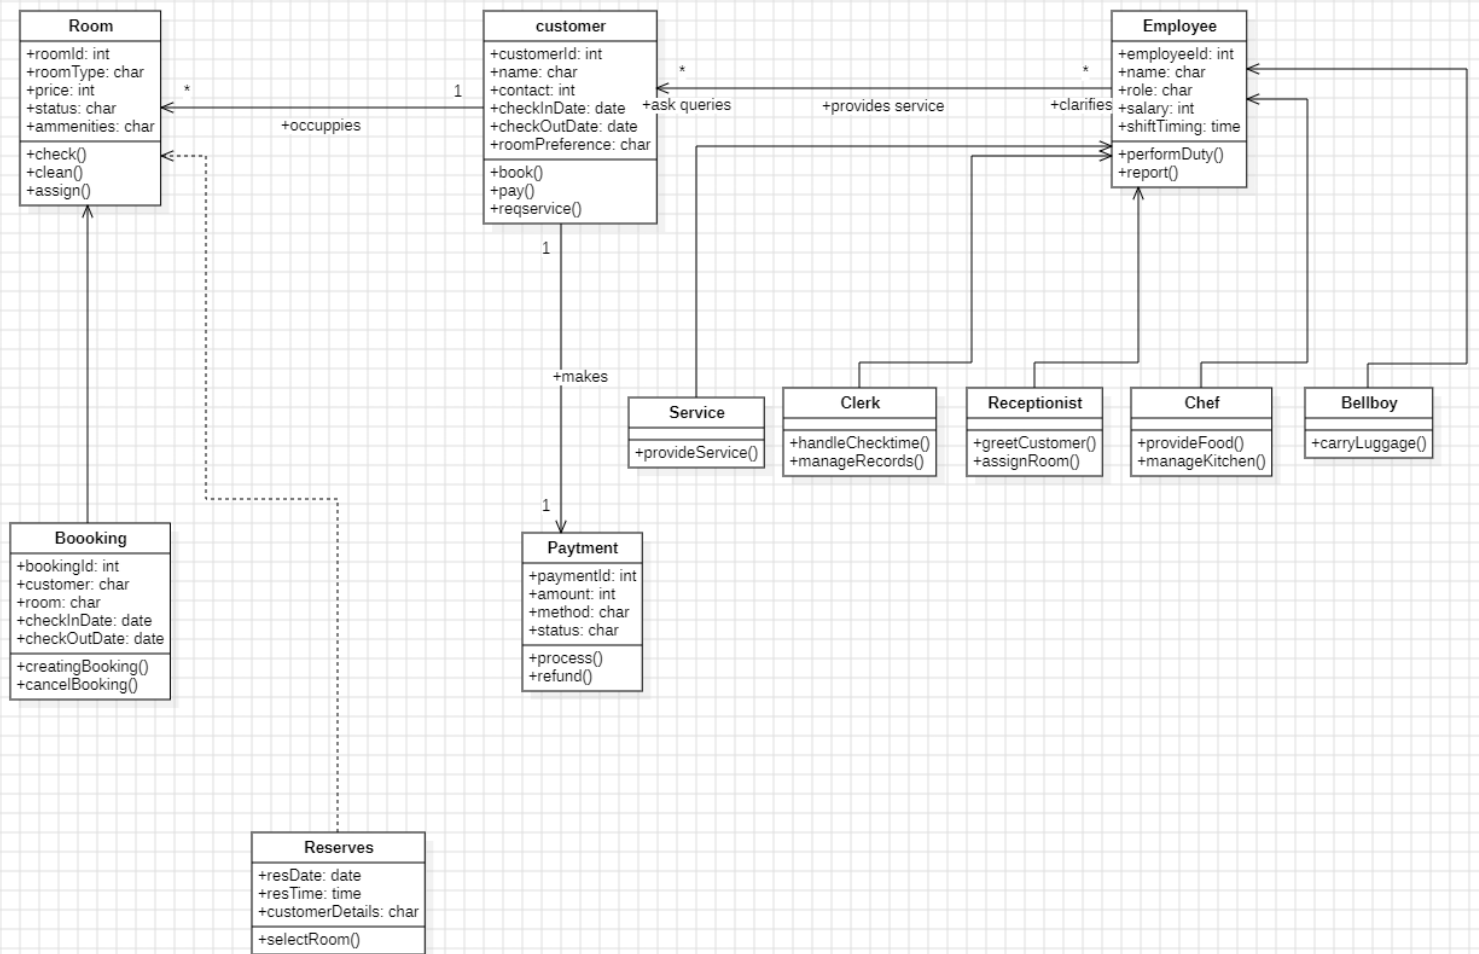 Room
+roomId: int
+roomType: char
+price: int
+status: char
+ammenities: char
+check()
+clean()
+assign()
*
1
+occuppies
customer
+customerId: int
+name: char
+contact: int
+checkInDate: date
+checkOutDate: date
+roomPreference: char
+book()
+pay()
+reqservice()
*
*
+ask queries
+provides service
+clarifies
Employee
+employeeId: int
+name: char
+role: char
+salary: int
+shiftTiming: time
+performDuty()
+report()
1
+makes
1
Service
+provideService()
Clerk
+handleChecktime()
+manageRecords()
Receptionist
+greetCustomer()
+assignRoom()
Chef
+provideFood()
+manageKitchen()
Bellboy
+carryLuggage()
Boooking
+bookingId: int
+customer: char
+room: char
+checkInDate: date
+checkOutDate: date
+creatingBooking()
+cancelBooking()
Paytment
+paymentId: int
+amount: int
+method: char
+status: char
+process()
+refund()
Reserves
+resDate: date
+resTime: time
+customerDetails: char
+selectRoom()